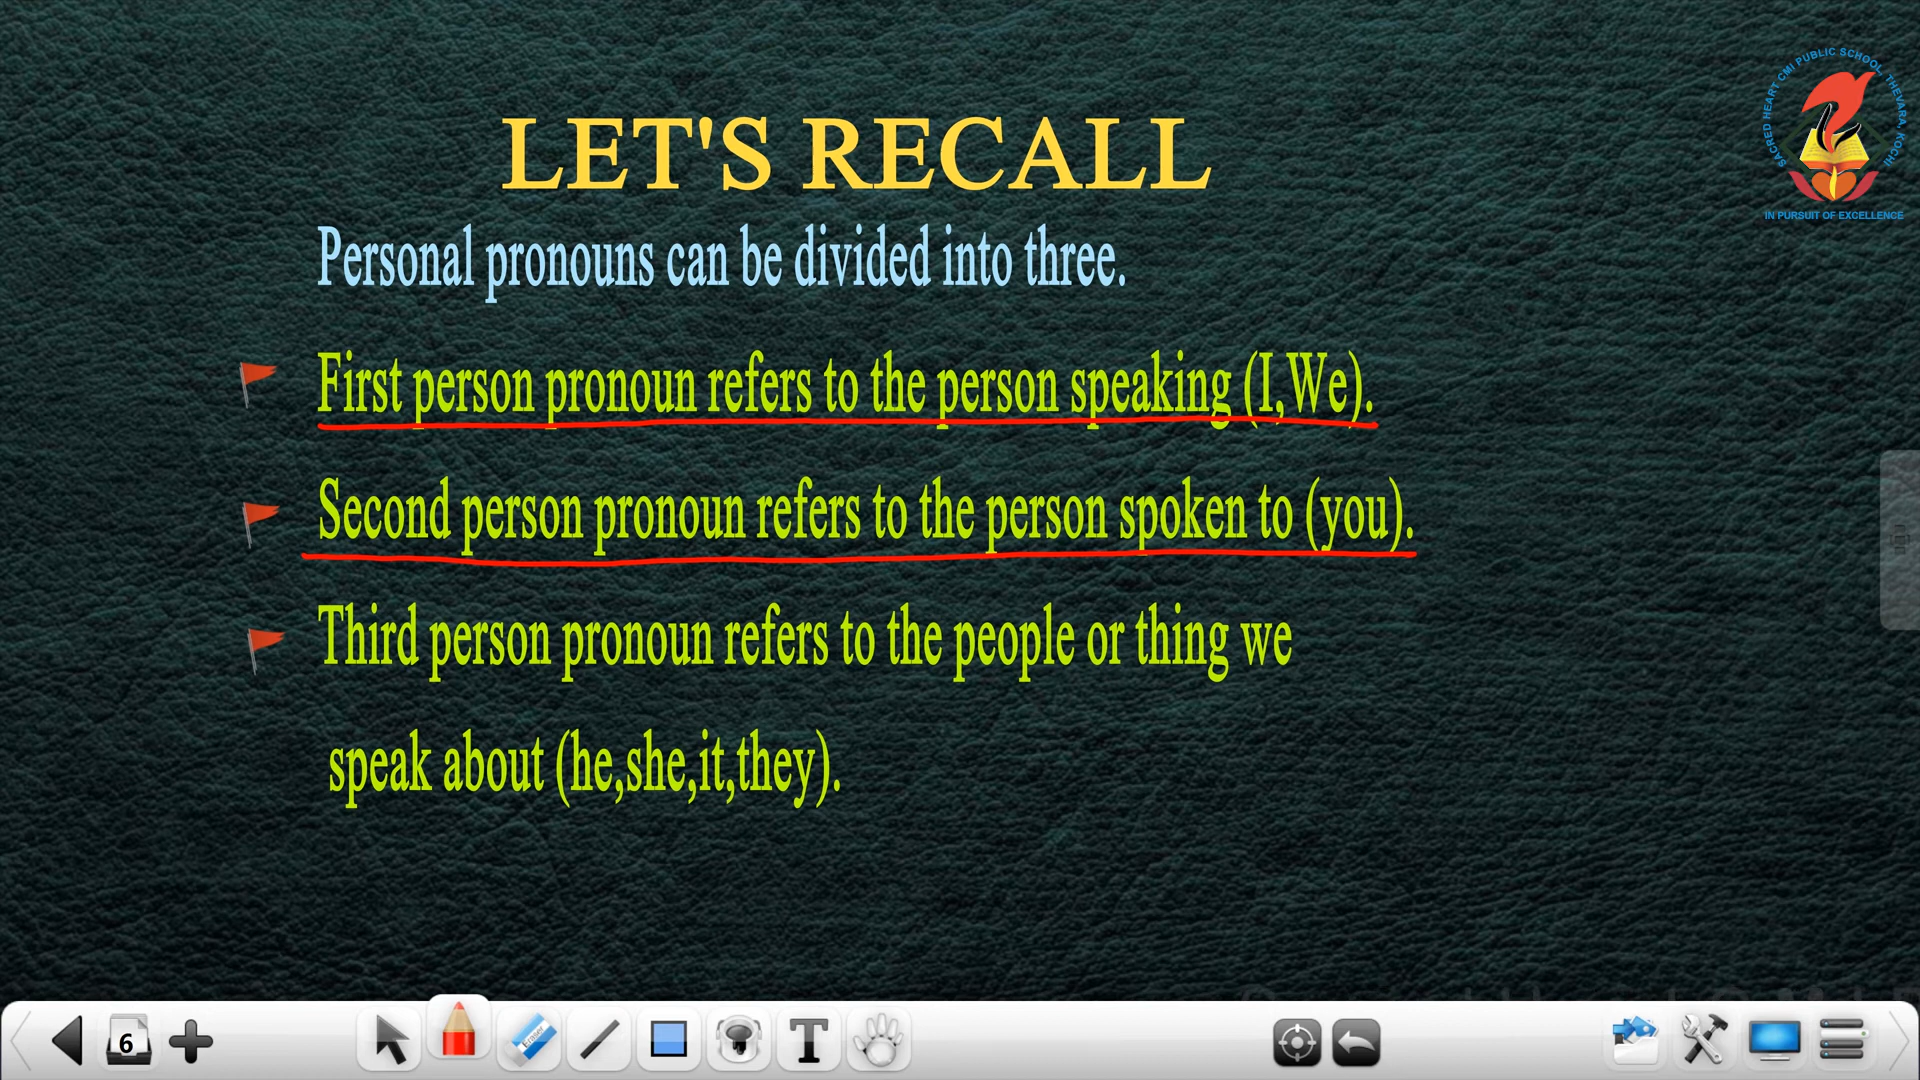 LET'S RECALL
Personal pronouns can be divided into three.
First person pronoun refers to the person speaking (I,We).
Second person pronoun refers to the person spoken to (you).
Third person pronoun refers to the people or thing we
speak about (he,she,it,they).
SACRED HEART CMI PUBLIC SCHOOL, THEVARA, KOCHI
IN PURSUIT OF EXCELLENCE
6
Eraser
T